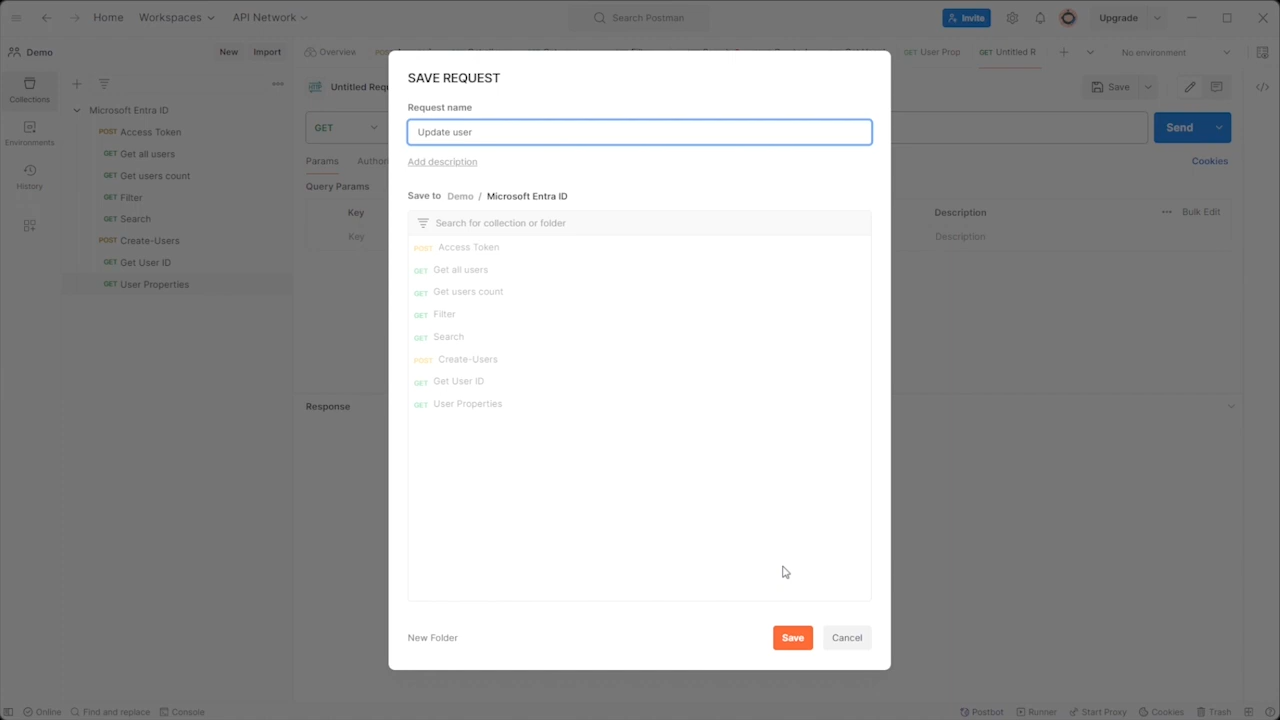 Home Workspaces API Network Search Postman Invite Upgrade
Demo New Import Overview User Prop GET Untitled R No environment
Collections
Environments
History
Microsoft Entra ID
POST Access Token
GET Get all users
GET Get users count
GET Filter
GET Search
POST Create-Users
GET Get User ID
GET User Properties
Untitled Requ Save
GET Send
Params Author Cookies
Query Params
Key Description Bulk Edit
Key Description
Response
SAVE REQUEST
Request name
Update user
Add description
Save to Demo / Microsoft Entra ID
Search for collection or folder
POST Access Token
GET Get all users
GET Get users count
GET Filter
GET Search
POST Create-Users
GET Get User ID
GET User Properties
New Folder Save Cancel
Online Find and replace Console Postbot Runner Start Proxy Cookies Trash